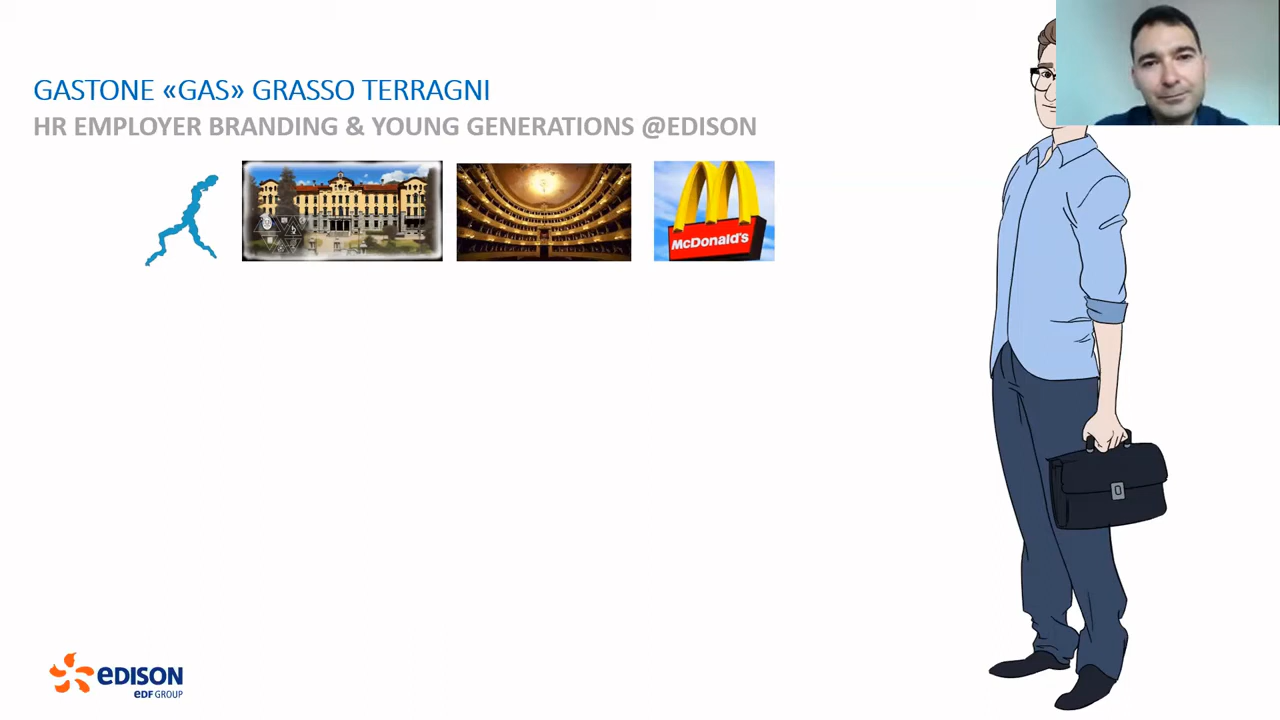 GASTONE «GAS» GRASSO TERRAGNI
HR EMPLOYER BRANDING & YOUNG GENERATIONS @EDISON
McDonald's
eDISON
eDF GROUP